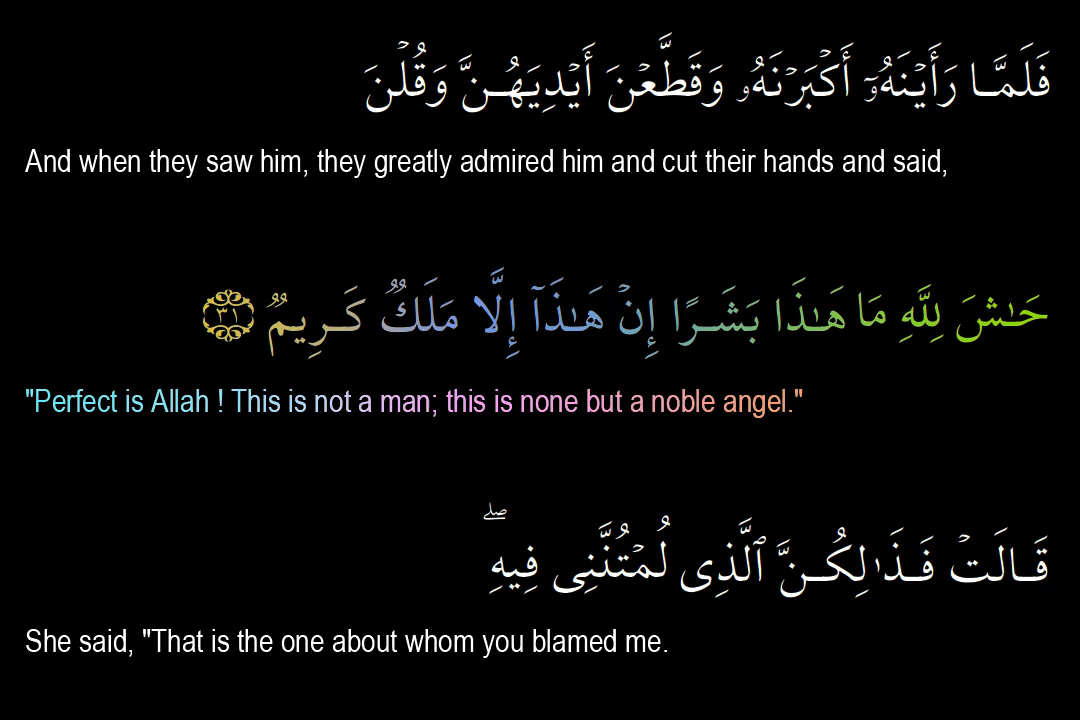 فَلَمَّا رَأَيْنَهُۥٓ أَكْبَرْنَهُۥ وَقَطَّعْنَ أَيْدِيَهُنَّ وَقُلْنَ
And when they saw him, they greatly admired him and cut their hands and said,
حَـٰشَ لِلَّهِ مَا هَـٰذَا بَشَرًا إِنْ هَـٰذَآ إِلَّا مَلَكٌ كَرِيمٌ ٣١
"Perfect is Allah ! This is not a man; this is none but a noble angel."
قَالَتْ فَذَٰلِكُنَّ ٱلَّذِى لُمْتُنَّنِى فِيهِ ۖ
She said, "That is the one about whom you blamed me.